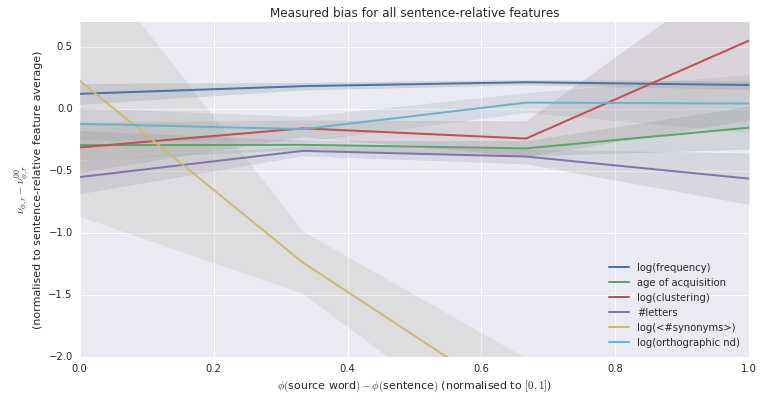 Measured bias for all sentence-relative features
0.5
0.0
−0.5
−1.0
−1.5
−2.0
ν_{ϕ,r} − ν^{00}_{ϕ,r}
(normalised to sentence-relative feature average)
log(frequency)
age of acquisition
log(clustering)
#letters
log(<#synonyms>)
log(orthographic nd)
0.0 0.2 0.4 0.6 0.8 1.0
ϕ(source word) − ϕ(sentence) (normalised to [0, 1])